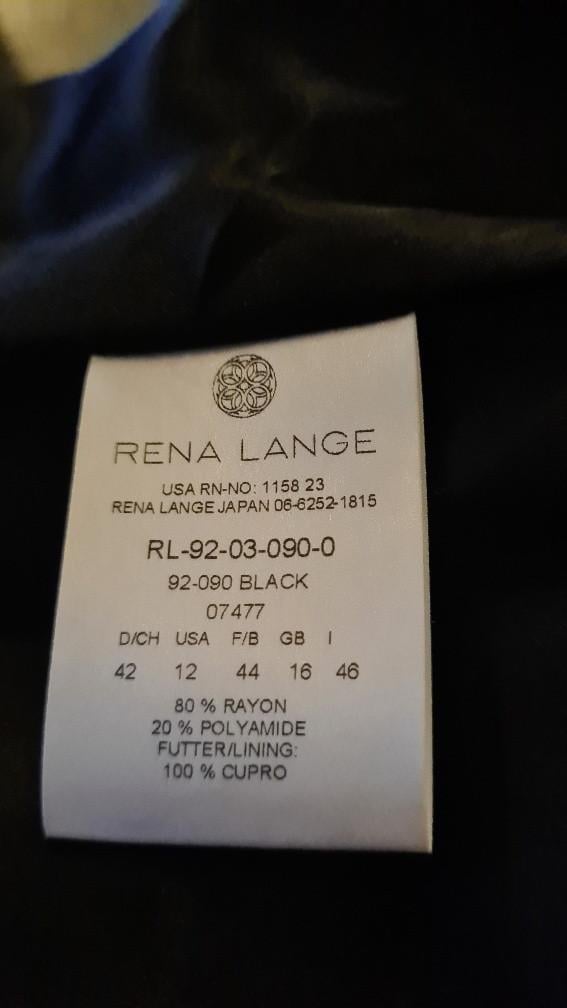 RENA LANGE
USA RN-NO: 1158 23
RENA LANGE JAPAN 06-6252-1815
RL-92-03-090-0
92-090 BLACK
07477
D/CH USA F/B GB I
42 12 44 16 46
80 % RAYON
20 % POLYAMIDE
FUTTER/LINING:
100 % CUPRO